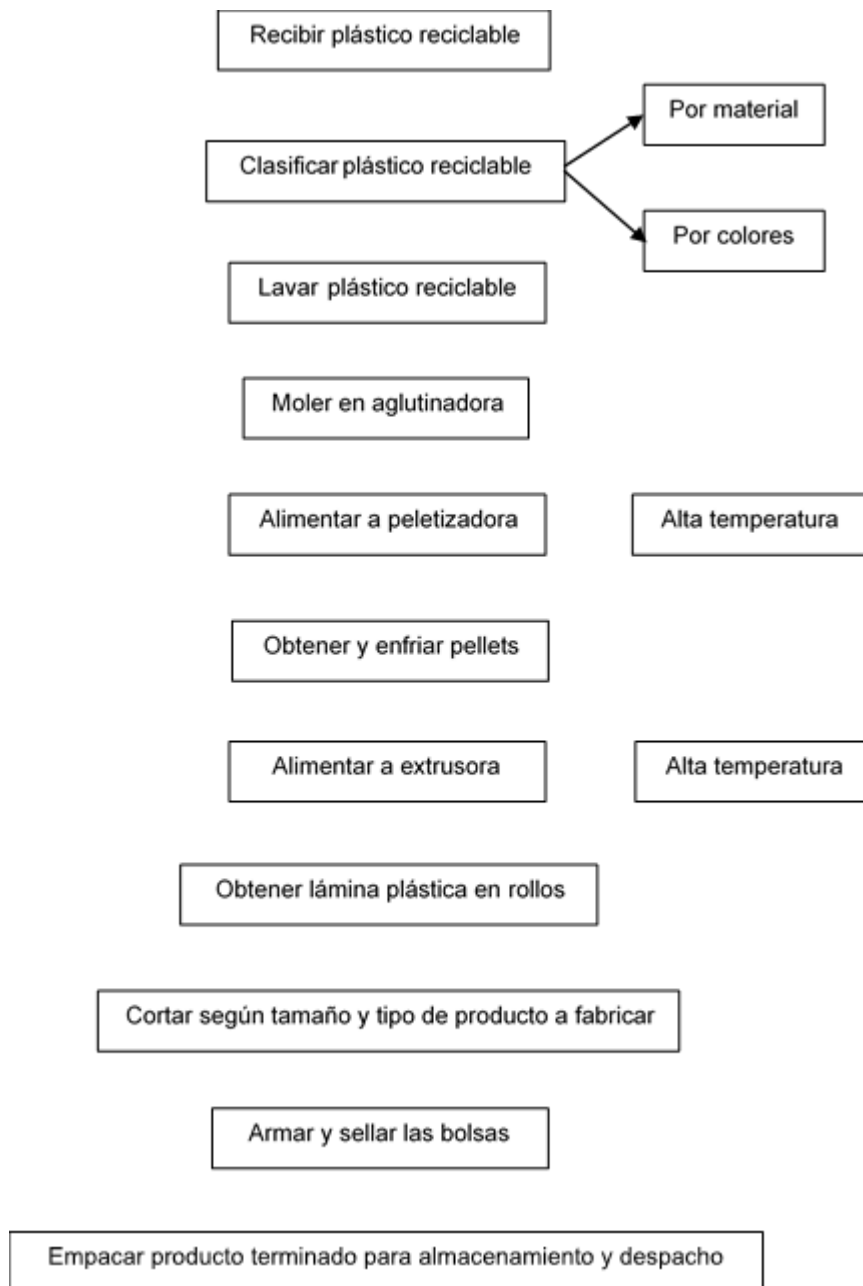 Recibir plástico reciclable
Por material
Clasificar plástico reciclable
Por colores
Lavar plástico reciclable
Moler en aglutinadora
Alimentar a peletizadora
Alta temperatura
Obtener y enfriar pellets
Alimentar a extrusora
Alta temperatura
Obtener lámina plástica en rollos
Cortar según tamaño y tipo de producto a fabricar
Armar y sellar las bolsas
Empacar producto terminado para almacenamiento y despacho